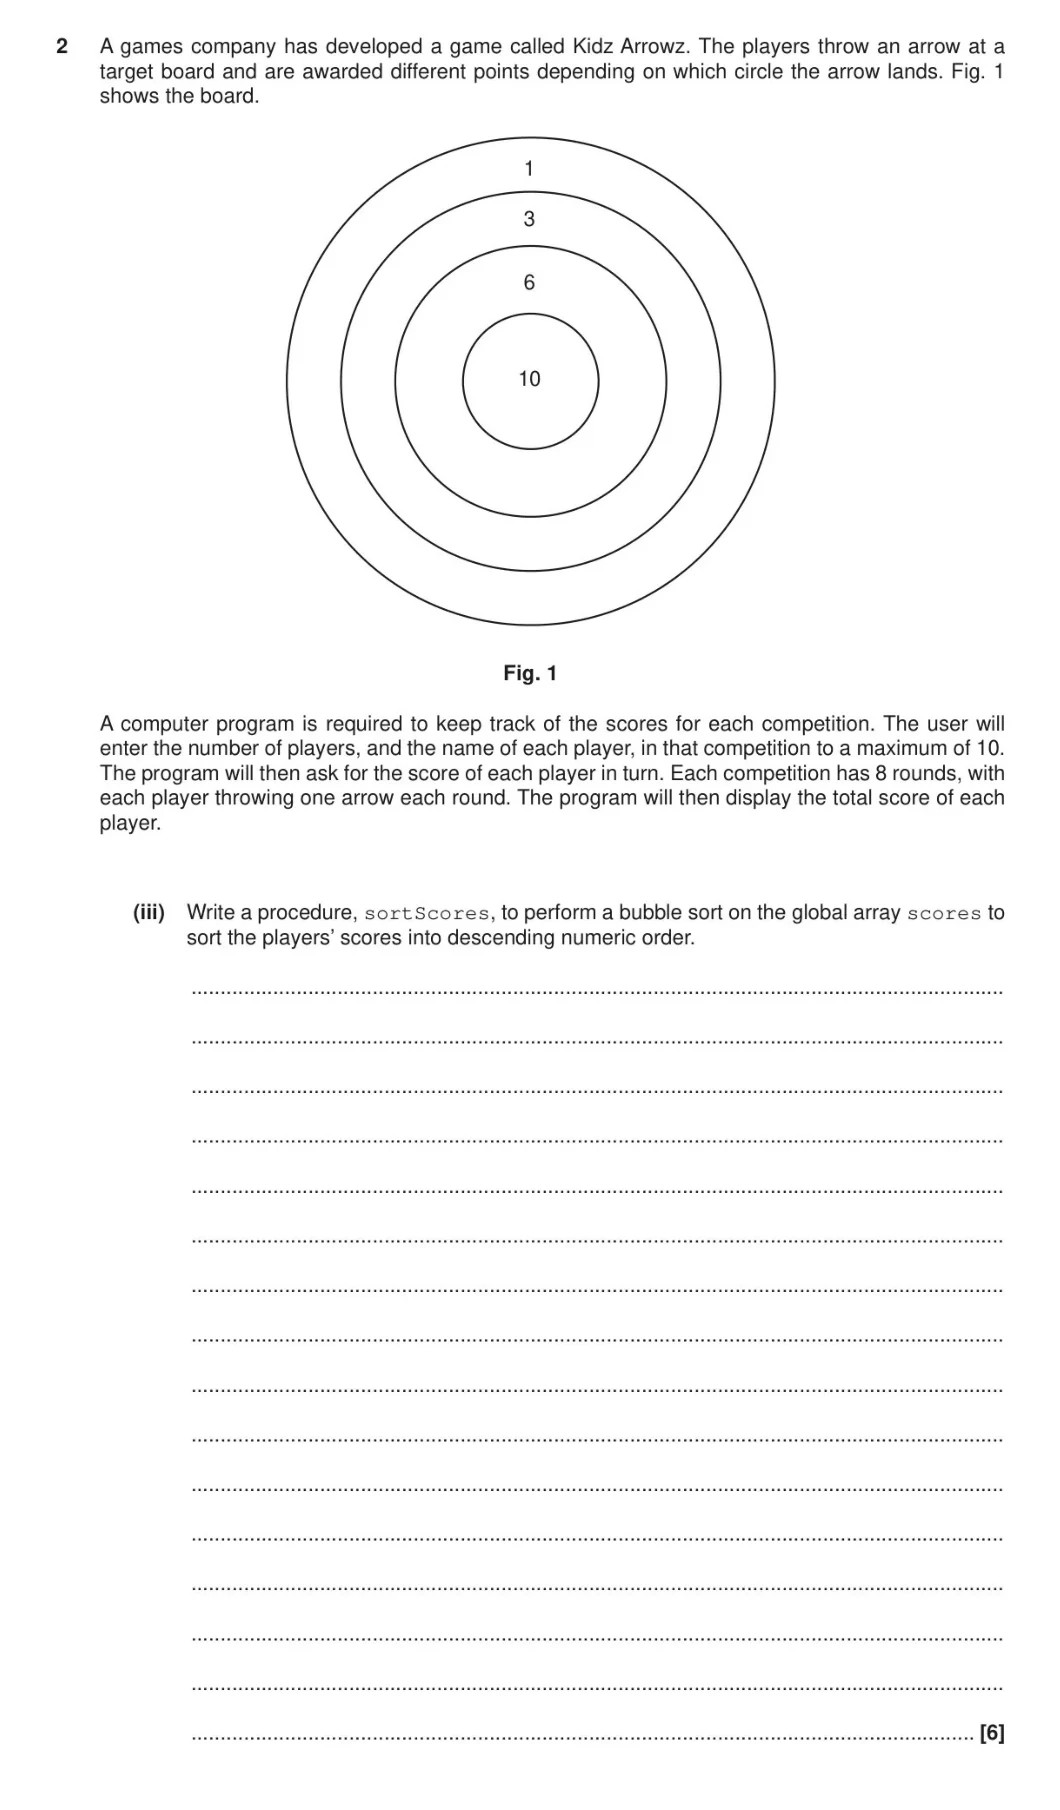 2 A games company has developed a game called Kidz Arrowz. The players throw an arrow at a
target board and are awarded different points depending on which circle the arrow lands. Fig. 1
shows the board.
1
3
6
10
Fig. 1
A computer program is required to keep track of the scores for each competition. The user will
enter the number of players, and the name of each player, in that competition to a maximum of 10.
The program will then ask for the score of each player in turn. Each competition has 8 rounds, with
each player throwing one arrow each round. The program will then display the total score of each
player.
(iii) Write a procedure, sortScores, to perform a bubble sort on the global array scores to
sort the players' scores into descending numeric order.
[6]